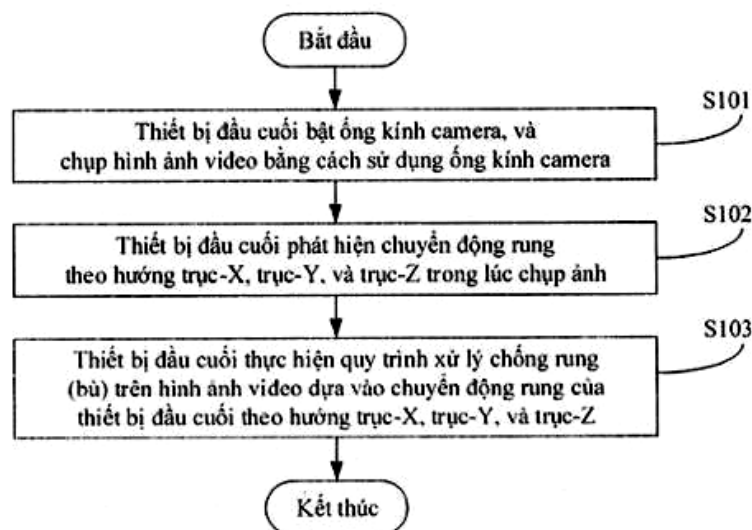 Bắt đầu
S101
Thiết bị đầu cuối bật ống kính camera, và
chụp hình ảnh video bằng cách sử dụng ống kính camera
S102
Thiết bị đầu cuối phát hiện chuyển động rung
theo hướng trục-X, trục-Y, và trục-Z trong lúc chụp ảnh
S103
Thiết bị đầu cuối thực hiện quy trình xử lý chống rung
(bù) trên hình ảnh video dựa vào chuyển động rung của
thiết bị đầu cuối theo hướng trục-X, trục-Y, và trục-Z
Kết thúc